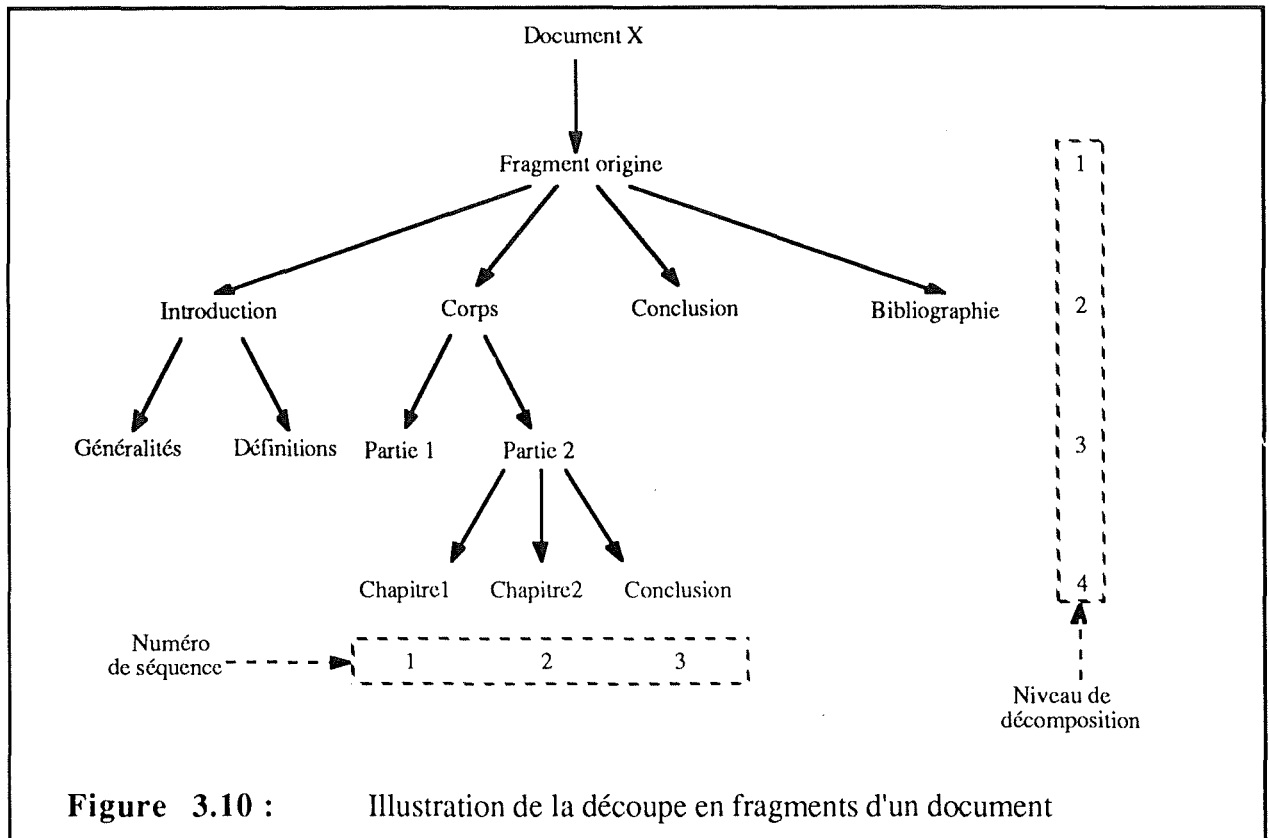 Document X
Fragment origine
1
Introduction Corps Conclusion Bibliographie 2
Généralités Définitions Partie 1 Partie 2 3
Chapitre1 Chapitre2 Conclusion 4
Numéro
de séquence 1 2 3
Niveau de
décomposition
Figure 3.10 : Illustration de la découpe en fragments d'un document